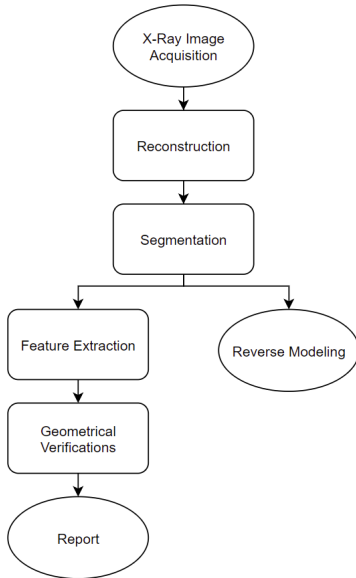 X-Ray Image
Acquisition
Reconstruction
Segmentation
Feature Extraction
Reverse Modeling
Geometrical
Verifications
Report